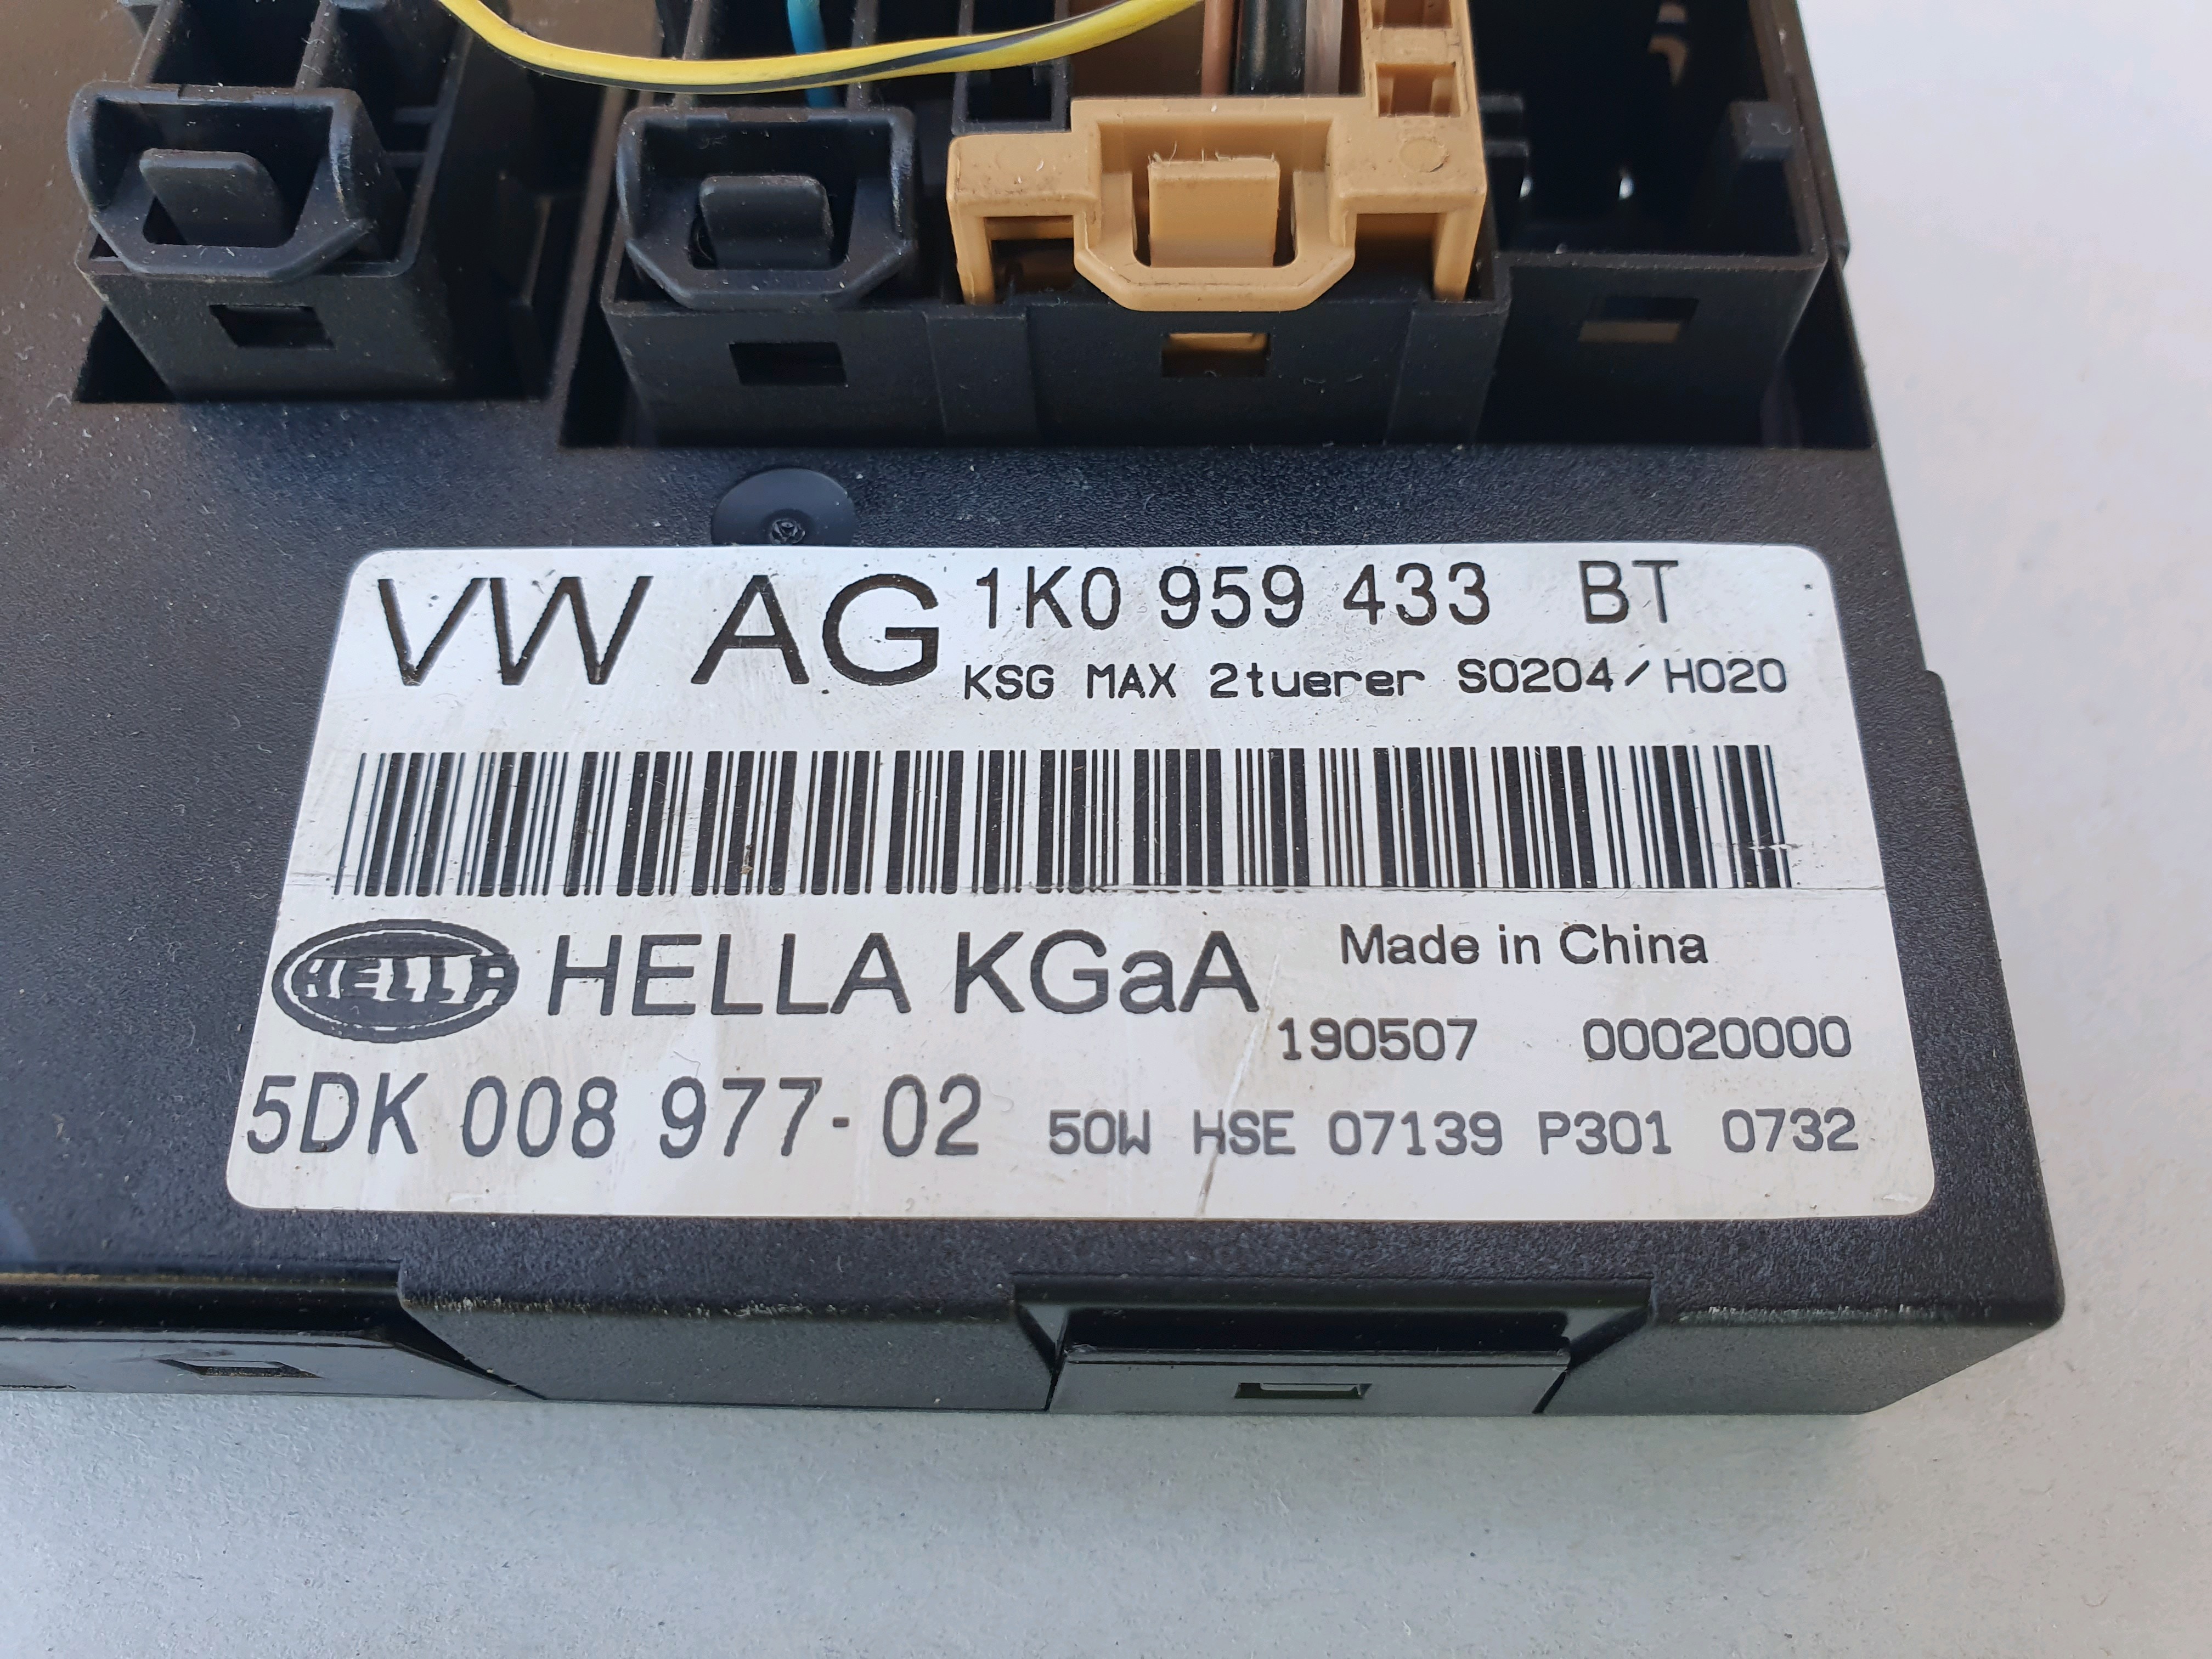 VW AG 1K0 959 433 BT
KSG MAX 2tuerer S0204/H020
HELLA HELLA KGaA Made in China
190507 00020000
5DK 008 977-02 50W HSE 07139 P301 0732